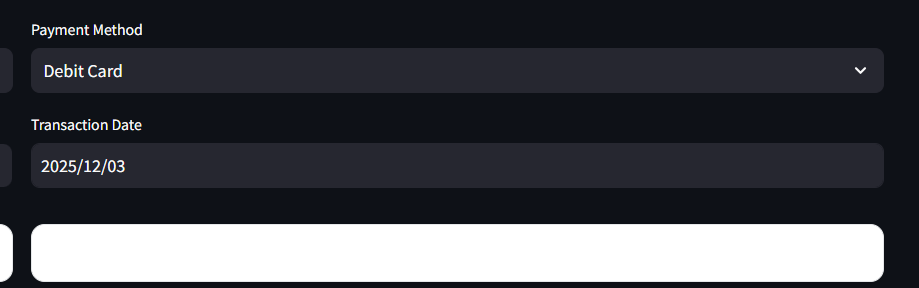 Payment Method
Debit Card
Transaction Date
2025/12/03